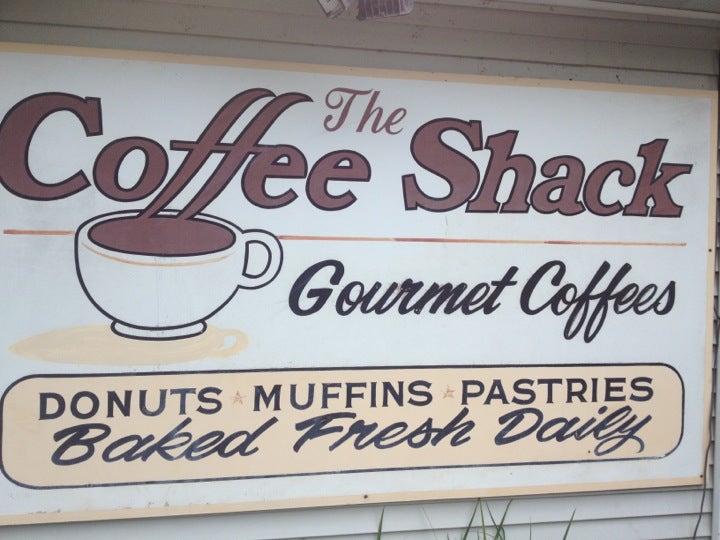 The
Coffee Shack
Gourmet Coffees
DONUTS MUFFINS PASTRIES
Baked Fresh Daily